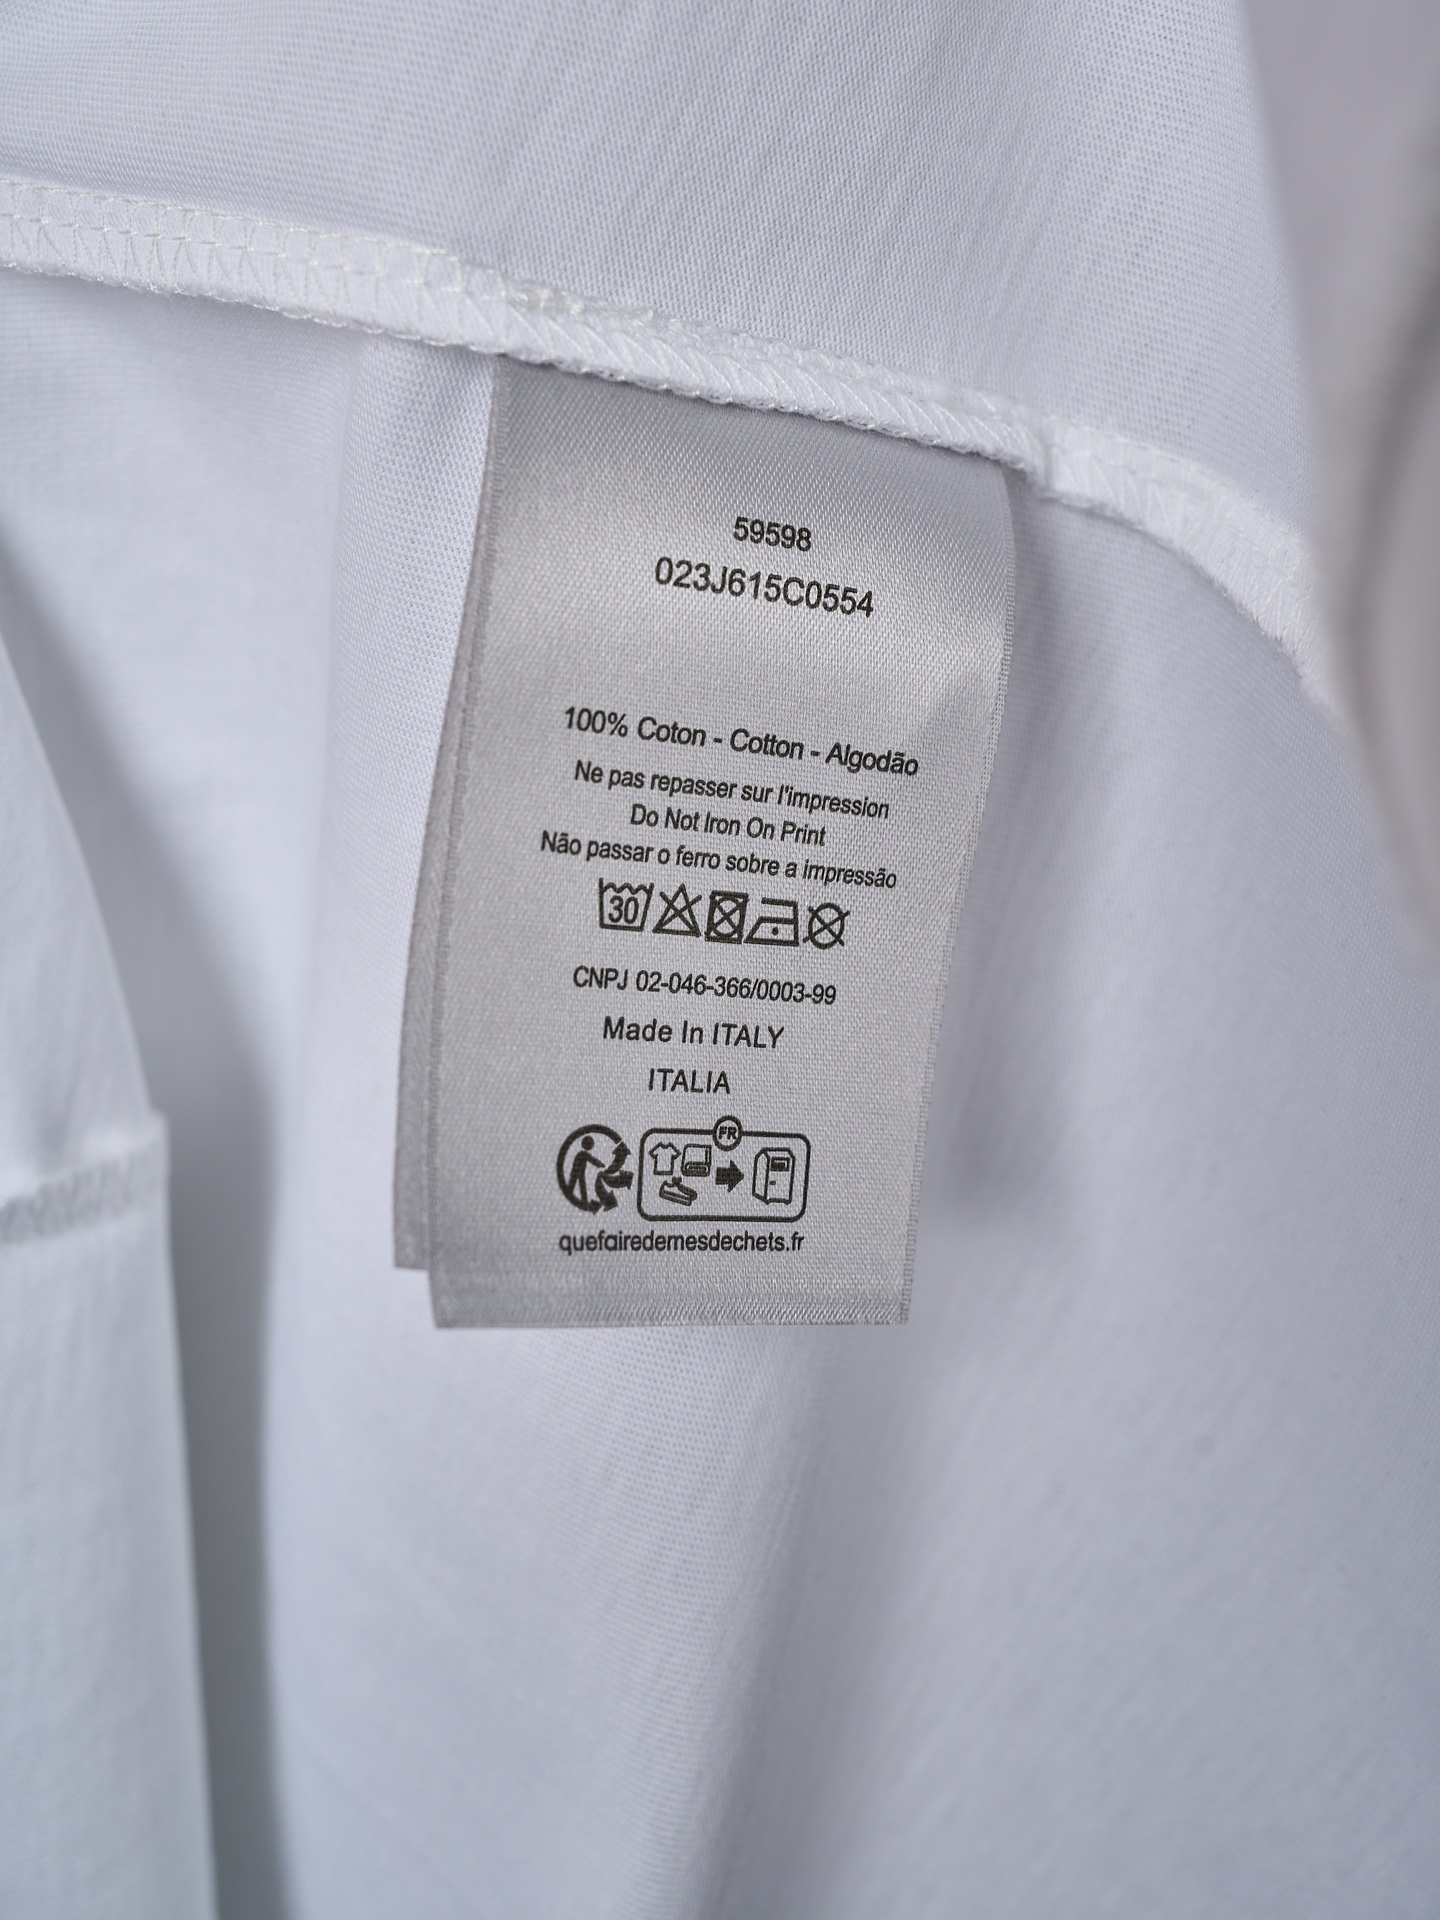 59598
023J615C0554
100% Coton - Cotton - Algodão
Ne pas repasser sur l'impression
Do Not Iron On Print
Não passar o ferro sobre a impressão
30
CNPJ 02-046-366/0003-99
Made In ITALY
ITALIA
FR
quefairedemesdechets.fr